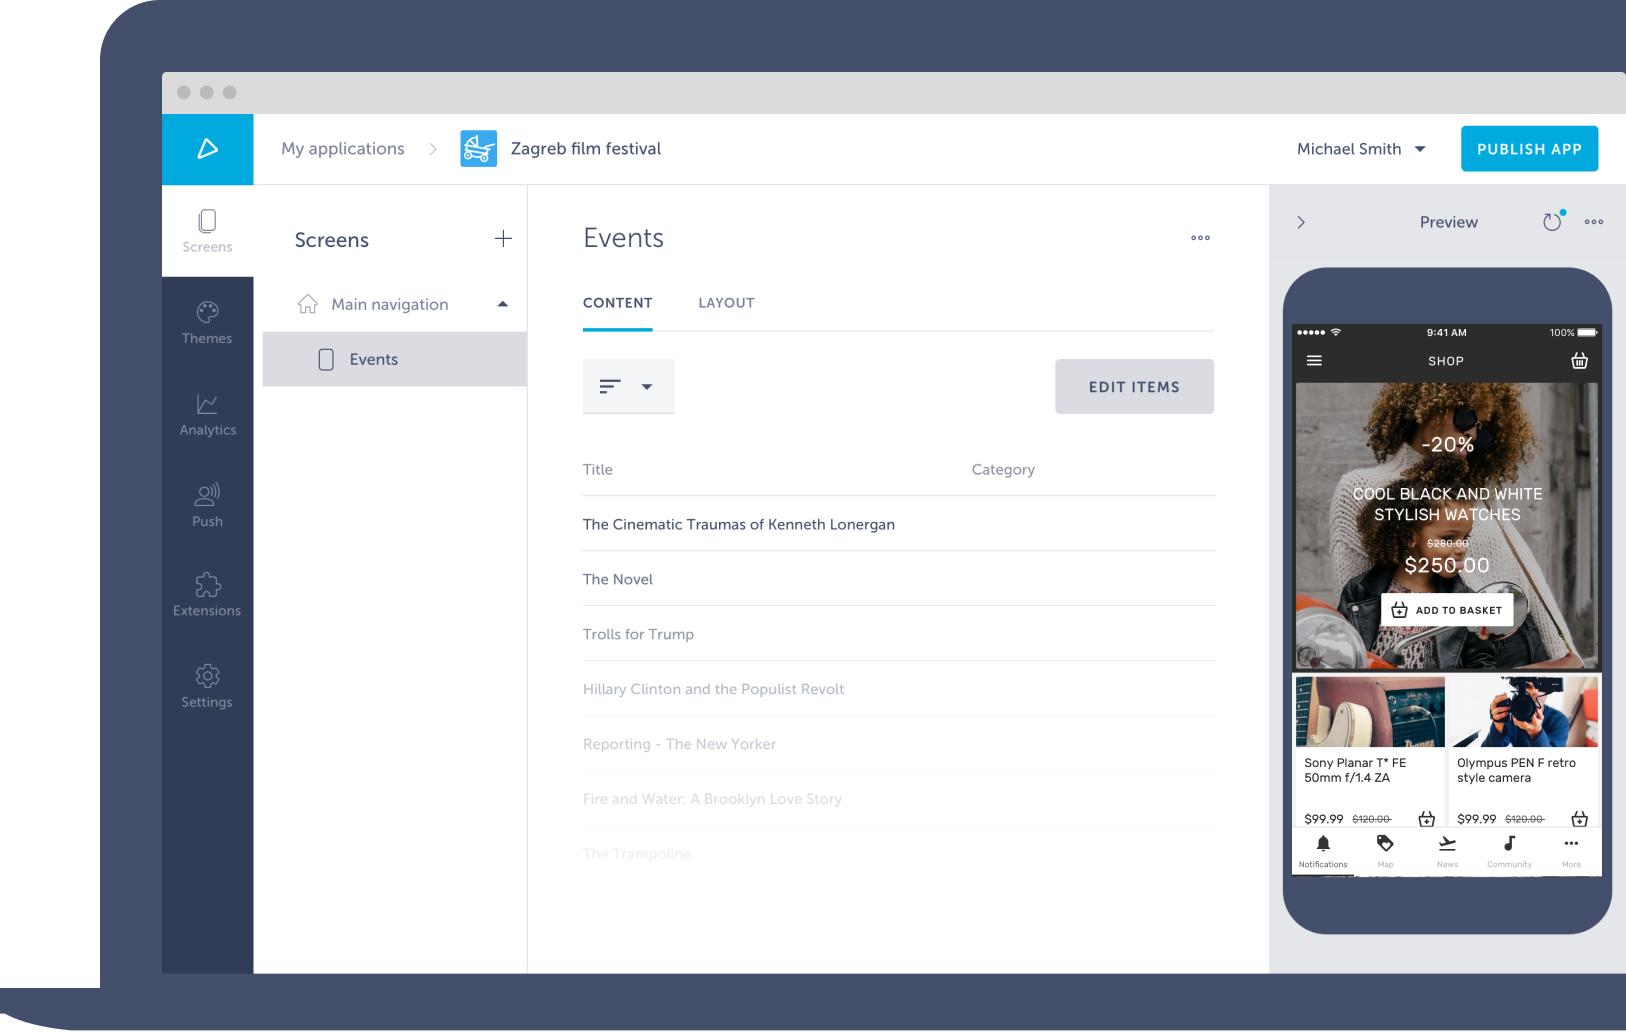 My applications
Zagreb film festival
Michael Smith
PUBLISH APP
Screens
Themes
Analytics
Push
Extensions
Settings
Screens
Main navigation
Events
Events
CONTENT
LAYOUT
EDIT ITEMS
Title
Category
The Cinematic Traumas of Kenneth Lonergan
The Novel
Trolls for Trump
Hillary Clinton and the Populist Revolt
Reporting - The New Yorker
Fire and Water: A Brooklyn Love Story
The Trampoline
Preview
9:41 AM
100%
SHOP
-20%
COOL BLACK AND WHITE
STYLISH WATCHES
$280.00
$250.00
ADD TO BASKET
Ibanez
Sony Planar T* FE
50mm f/1.4 ZA
$99.99 $120.00
Olympus PEN F retro
style camera
$99.99 $120.00
Notifications
Map
News
Community
More